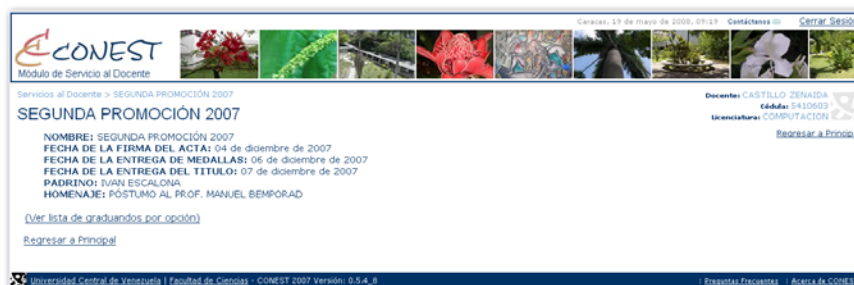 Caracas, 19 de mayo de 2008, 09:19 Contáctenos Cerrar Sesión
CONEST
Módulo de Servicio al Docente
Servicios al Docente > SEGUNDA PROMOCIÓN 2007
Docente: CASTILLO ZENAIDA
Cédula: 5410603
Licenciatura: COMPUTACION
SEGUNDA PROMOCIÓN 2007
Regresar a Princip
NOMBRE: SEGUNDA PROMOCIÓN 2007
FECHA DE LA FIRMA DEL ACTA: 04 de diciembre de 2007
FECHA DE LA ENTREGA DE MEDALLAS: 06 de diciembre de 2007
FECHA DE LA ENTREGA DEL TITULO: 07 de diciembre de 2007
PADRINO: IVAN ESCALONA
HOMENAJE: PÓSTUMO AL PROF. MANUEL BEMPORAD
(Ver lista de graduandos por opción)
Regresar a Principal
Universidad Central de Venezuela | Facultad de Ciencias - CONEST 2007 Versión: 0.5.4_8 | Preguntas Frecuentes | Acerca de CONES